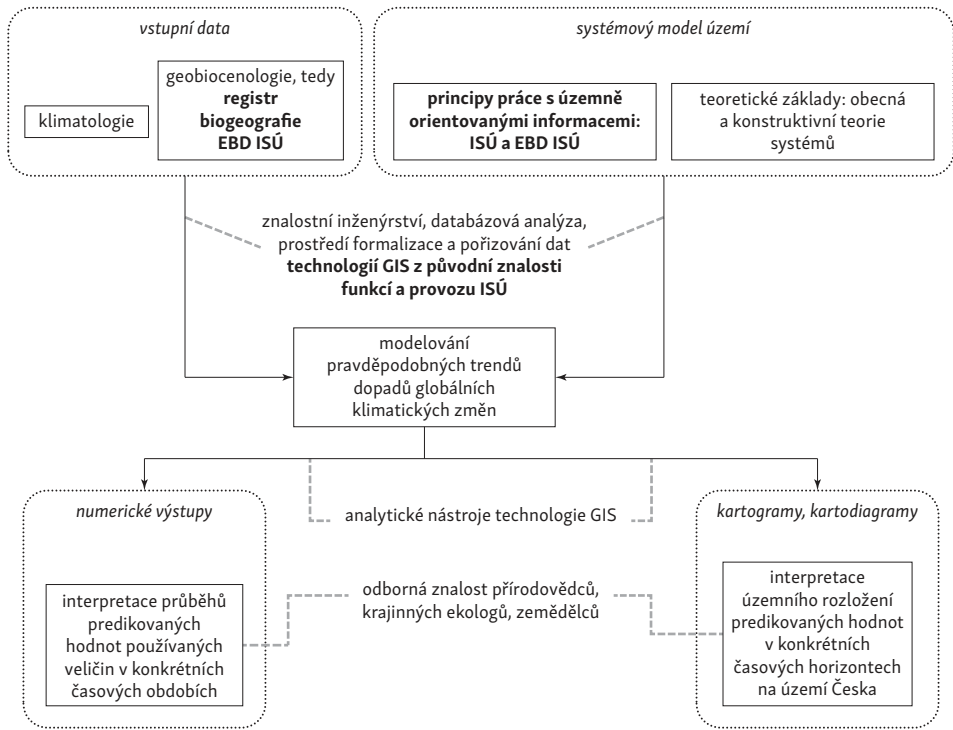 vstupní data
klimatologie
geobiocenologie, tedy
registr
biogeografie
EBD ISÚ
systémový model území
principy práce s územně
orientovanými informacemi:
ISÚ a EBD ISÚ
teoretické základy: obecná
a konstruktivní teorie
systémů
znalostní inženýrství, databázová analýza,
prostředí formalizace a pořizování dat
technologií GIS z původní znalosti
funkcí a provozu ISÚ
modelování
pravděpodobných trendů
dopadů globálních
klimatických změn
numerické výstupy
analytické nástroje technologie GIS
kartogramy, kartodiagramy
interpretace průběhů
predikovaných
hodnot používaných
veličin v konkrétních
časových obdobích
odborná znalost přírodovědců,
krajinných ekologů, zemědělců
interpretace
územního rozložení
predikovaných hodnot
v konkrétních
časových horizontech
na území Česka